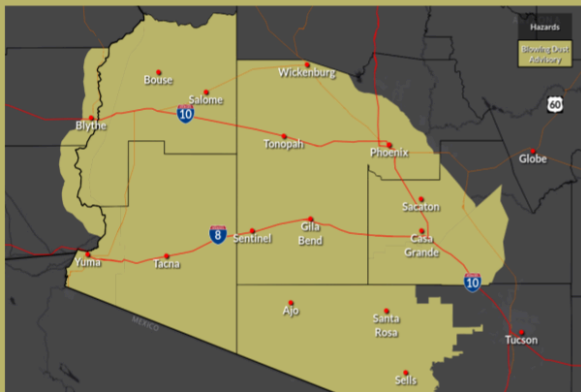 Hazards
Blowing Dust
Advisory
Wickenburg
Bouse
Salome
10
60
Blythe
Tonopah
Phoenix
Globe
Sacaton
Gila
Bend
8
Sentinel
Casa
Grande
Yuma
Tacna
10
Ajo
Santa
Rosa
MEXICO
Tucson
Sells